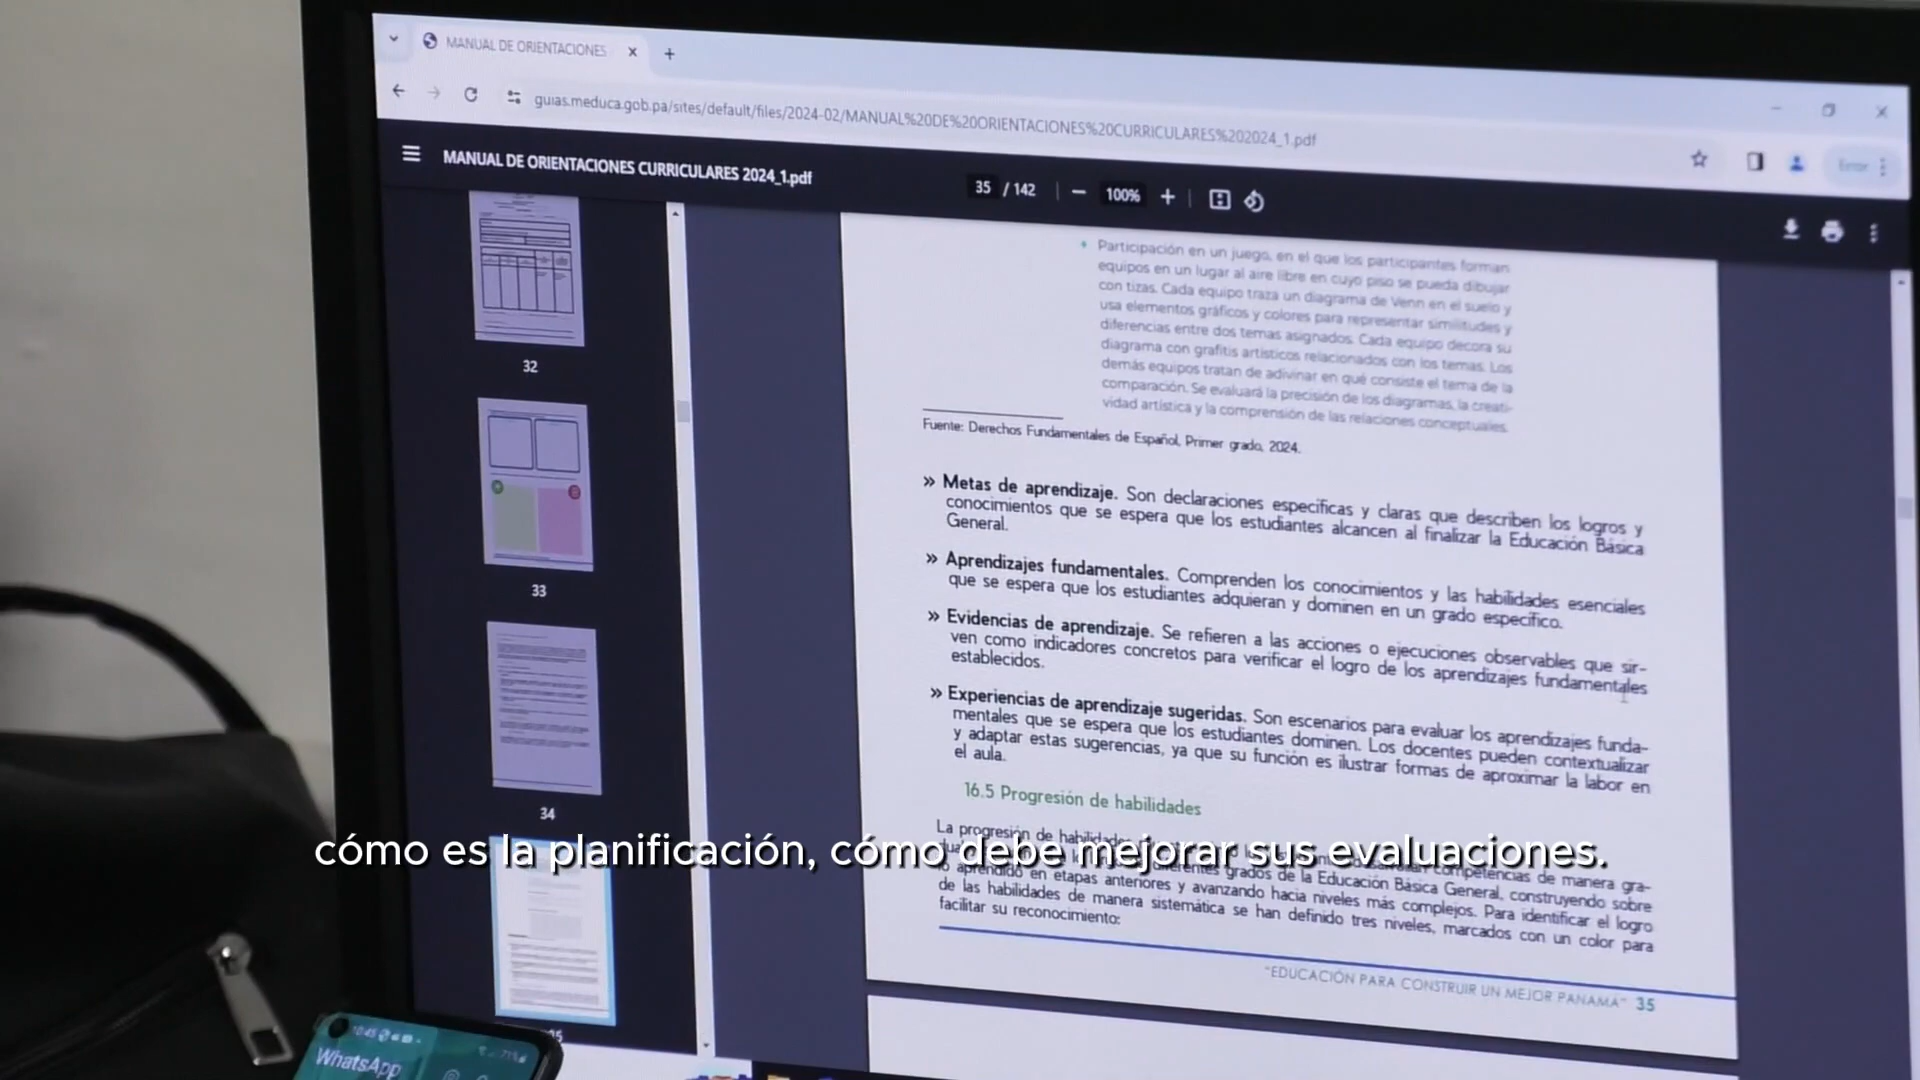 MANUAL DE ORIENTACIONES
guias.meduca.gob.pa/sites/default/files/2024-02/MANUAL%20DE%20ORIENTACIONES%20CURRICULARES%202024_1.pdf
Error
MANUAL DE ORIENTACIONES CURRICULARES 2024_1.pdf
35 / 142
100%
32
33
34
35
Participación en un juego, en el que los participantes forman
equipos en un lugar al aire libre en cuyo piso se pueda dibujar
con tizas. Cada equipo traza un diagrama de Venn en el suelo y
usa elementos gráficos y colores para representar similitudes y
diferencias entre dos temas asignados. Cada equipo decora su
diagrama con grafitis artísticos relacionados con los temas. Los
demás equipos tratan de adivinar en qué consiste el tema de la
comparación. Se evaluará la precisión de los diagramas, la creati-
vidad artística y la comprensión de las relaciones conceptuales.
Fuente: Derechos Fundamentales de Español, Primer grado, 2024.
» Metas de aprendizaje. Son declaraciones específicas y claras que describen los logros y
conocimientos que se espera que los estudiantes alcancen al finalizar la Educación Básica
General.
» Aprendizajes fundamentales. Comprenden los conocimientos y las habilidades esenciales
que se espera que los estudiantes adquieran y dominen en un grado específico.
» Evidencias de aprendizaje. Se refieren a las acciones o ejecuciones observables que sir-
ven como indicadores concretos para verificar el logro de los aprendizajes fundamentales
establecidos.
» Experiencias de aprendizaje sugeridas. Son escenarios para evaluar los aprendizajes funda-
mentales que se espera que los estudiantes dominen. Los docentes pueden contextualizar
y adaptar estas sugerencias, ya que su función es ilustrar formas de aproximar la labor en
el aula.
16.5 Progresión de habilidades
La progresión de habilidades
competencias de manera gra-
diferentes grados de la Educación Básica General, construyendo sobre
lo aprendido en etapas anteriores y avanzando hacia niveles más complejos. Para identificar el logro
de las habilidades de manera sistemática se han definido tres niveles, marcados con un color para
facilitar su reconocimiento:
"EDUCACIÓN PARA CONSTRUIR UN MEJOR PANAMÁ" 35
cómo es la planificación, cómo debe mejorar sus evaluaciones.
10:45
71%
WhatsApp